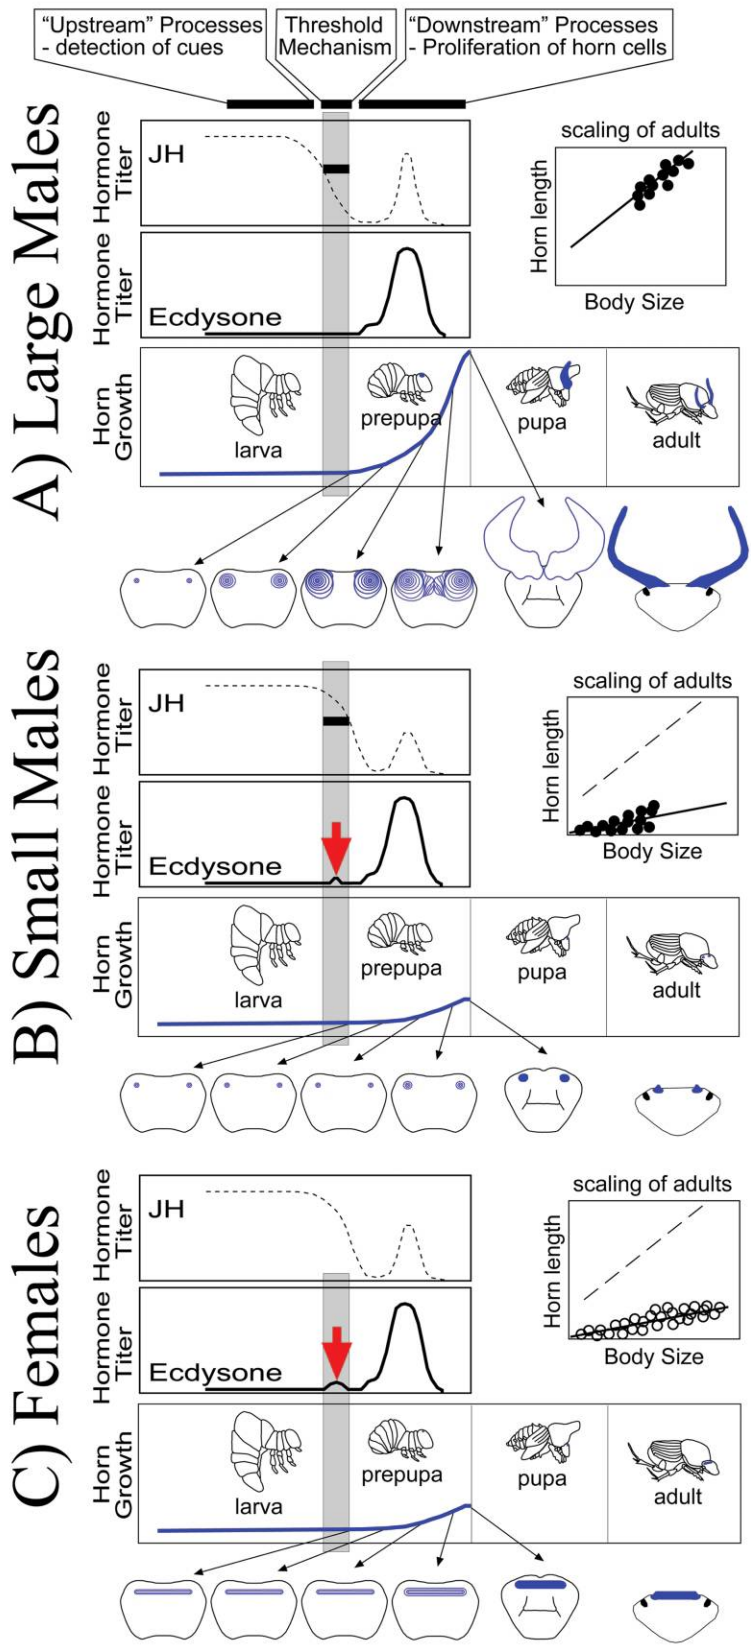 “Upstream” Processes
- detection of cues
Threshold
Mechanism
“Downstream” Processes
- Proliferation of horn cells
A) Large Males
Hormone
Titer
JH
Hormone
Titer
Ecdysone
Horn
Growth
larva
prepupa
pupa
adult
scaling of adults
Horn length
Body Size
B) Small Males
Hormone
Titer
JH
Hormone
Titer
Ecdysone
Horn
Growth
larva
prepupa
pupa
adult
scaling of adults
Horn length
Body Size
C) Females
Hormone
Titer
JH
Hormone
Titer
Ecdysone
Horn
Growth
larva
prepupa
pupa
adult
scaling of adults
Horn length
Body Size